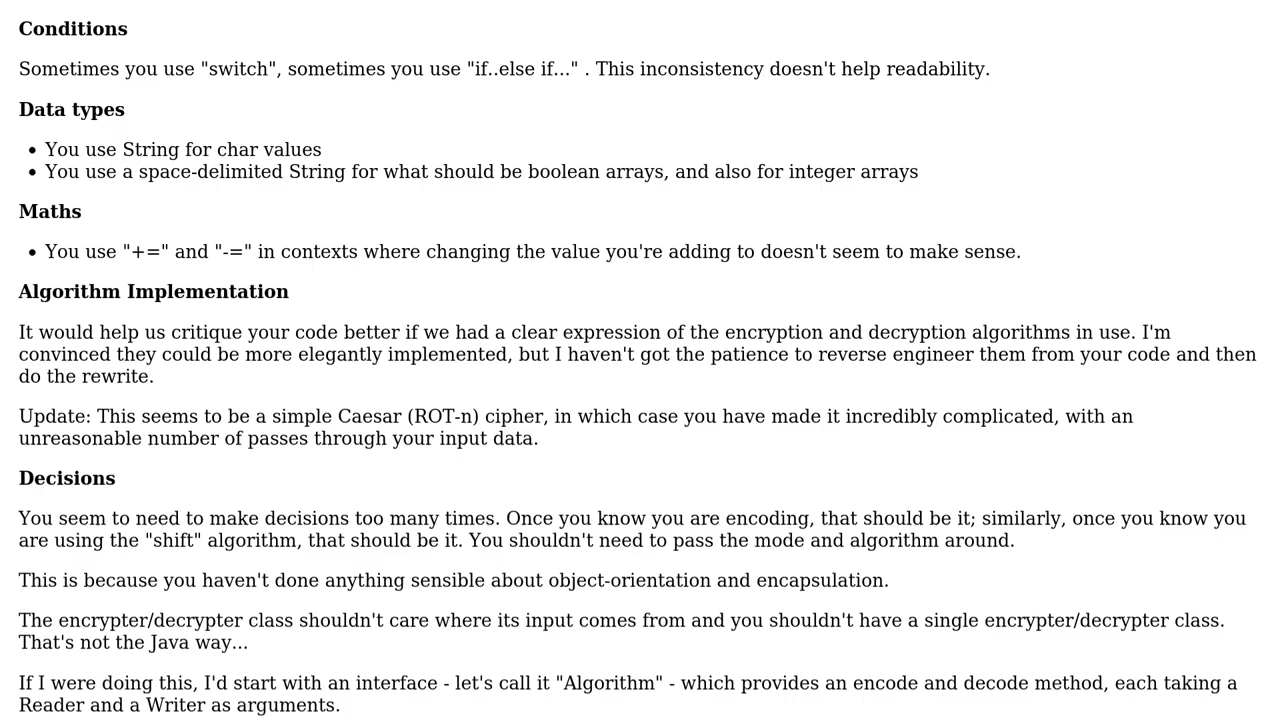 Conditions
Sometimes you use "switch", sometimes you use "if..else if..." . This inconsistency doesn't help readability.
Data types
• You use String for char values
• You use a space-delimited String for what should be boolean arrays, and also for integer arrays
Maths
• You use "+=" and "-=" in contexts where changing the value you're adding to doesn't seem to make sense.
Algorithm Implementation
It would help us critique your code better if we had a clear expression of the encryption and decryption algorithms in use. I'm
convinced they could be more elegantly implemented, but I haven't got the patience to reverse engineer them from your code and then
do the rewrite.
Update: This seems to be a simple Caesar (ROT-n) cipher, in which case you have made it incredibly complicated, with an
unreasonable number of passes through your input data.
Decisions
You seem to need to make decisions too many times. Once you know you are encoding, that should be it; similarly, once you know you
are using the "shift" algorithm, that should be it. You shouldn't need to pass the mode and algorithm around.
This is because you haven't done anything sensible about object-orientation and encapsulation.
The encrypter/decrypter class shouldn't care where its input comes from and you shouldn't have a single encrypter/decrypter class.
That's not the Java way...
If I were doing this, I'd start with an interface - let's call it "Algorithm" - which provides an encode and decode method, each taking a
Reader and a Writer as arguments.